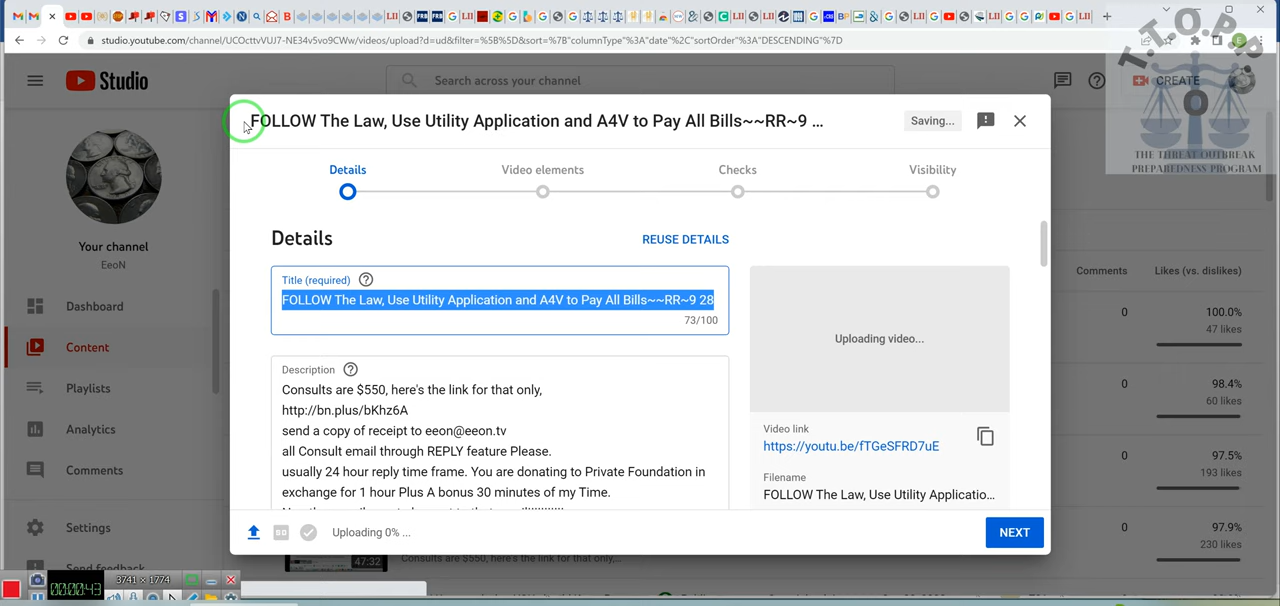 studio.youtube.com/channel/UCOcttvVUJ7-NE34v5vo9CWw/videos/upload?d=ud&filter=%5B%5D&sort=%7B"columnType"%3A"date"%2C"sortOrder"%3A"DESCENDING"%7D
T.T.O.P.P
Studio
Search across your channel
CREATE
THE THREAT OUTBREAK
PREPAREDNESS PROGRAM
FOLLOW The Law, Use Utility Application and A4V to Pay All Bills~~RR~9 ...
Saving...
Details
Video elements
Checks
Visibility
Your channel
EeoN
Dashboard
Content
Playlists
Analytics
Comments
Settings
Send feedback
Details
REUSE DETAILS
Title (required)
FOLLOW The Law, Use Utility Application and A4V to Pay All Bills~~RR~9 28
73/100
Description
Consults are $550, here's the link for that only,
http://bn.plus/bKhz6A
send a copy of receipt to eeon@eeon.tv
all Consult email through REPLY feature Please.
usually 24 hour reply time frame. You are donating to Private Foundation in
exchange for 1 hour Plus A bonus 30 minutes of my Time.
Uploading video...
Video link
https://youtu.be/fTGeSFRD7uE
Filename
FOLLOW The Law, Use Utility Applicatio...
Uploading 0% ...
NEXT
Comments
Likes (vs. dislikes)
0
100.0%
47 likes
0
98.4%
60 likes
0
97.5%
193 likes
0
97.9%
230 likes
47:32
Consults are $550, here's the link for that only,...
00:00:43
3741 × 1774